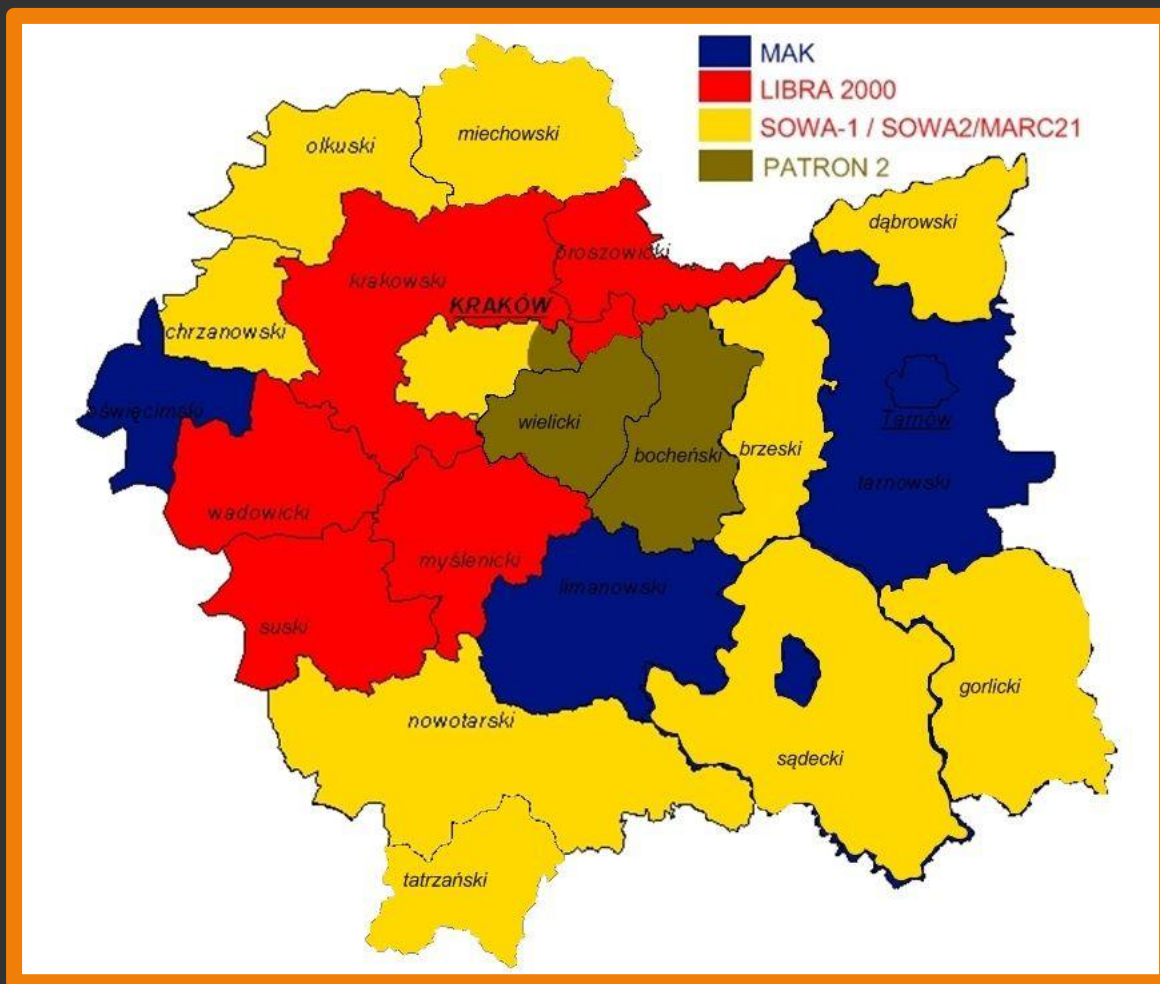 MAK
LIBRA 2000
SOWA-1 / SOWA2/MARC21
PATRON 2
olkuski
miechowski
dąbrowski
proszowicki
krakowski
KRAKÓW
chrzanowski
oświęcimski
wielicki
bocheński
brzeski
Tarnów
tarnowski
wadowicki
myślenicki
limanowski
suski
gorlicki
nowotarski
sądecki
tatrzański